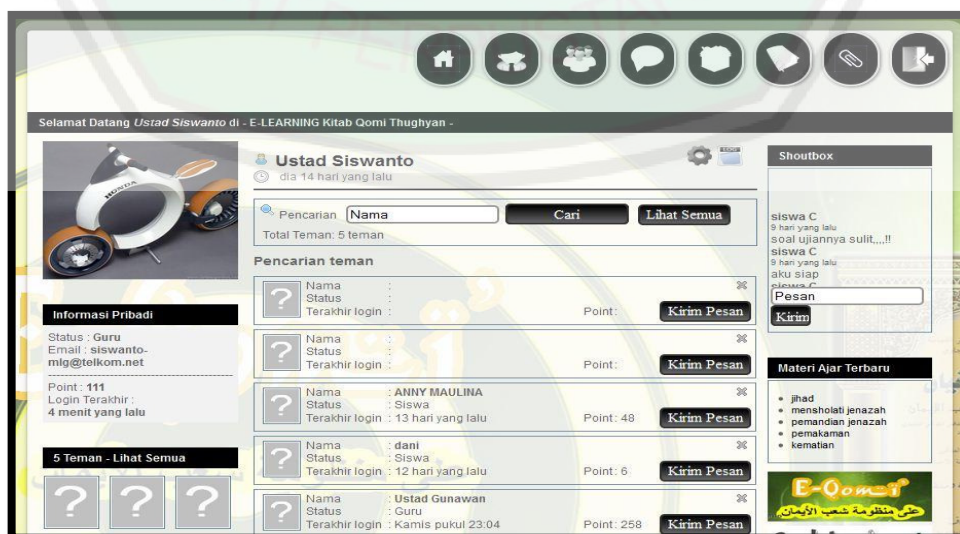 Selamat Datang Ustad Siswanto di - E-LEARNING Kitab Qomi Thughyan -
HONDA
Informasi Pribadi
Status : Guru
Email : siswanto-
mlg@telkom.net
Point : 111
Login Terakhir :
4 menit yang lalu
5 Teman - Lihat Semua
? ? ?
Ustad Siswanto
dia 14 hari yang lalu
Pencarian Nama Cari Lihat Semua
Total Teman: 5 teman
Pencarian teman
? Nama :
Status :
Terakhir login : Point: Kirim Pesan
? Nama :
Status :
Terakhir login : Point: Kirim Pesan
? Nama : ANNY MAULINA
Status : Siswa
Terakhir login : 13 hari yang lalu Point: 48 Kirim Pesan
? Nama : dani
Status : Siswa
Terakhir login : 12 hari yang lalu Point: 6 Kirim Pesan
? Nama : Ustad Gunawan
Status : Guru
Terakhir login : Kamis pukul 23:04 Point: 258 Kirim Pesan
Shoutbox
siswa C
9 hari yang lalu
soal ujiannya sulit,,,,!!
siswa C
9 hari yang lalu
aku siap
siswa C
Pesan
Kirim
Materi Ajar Terbaru
jihad
mensholati jenazah
pemandian jenazah
pemakaman
kematian
E-Qomi'
على منظومة شعب الأيمان